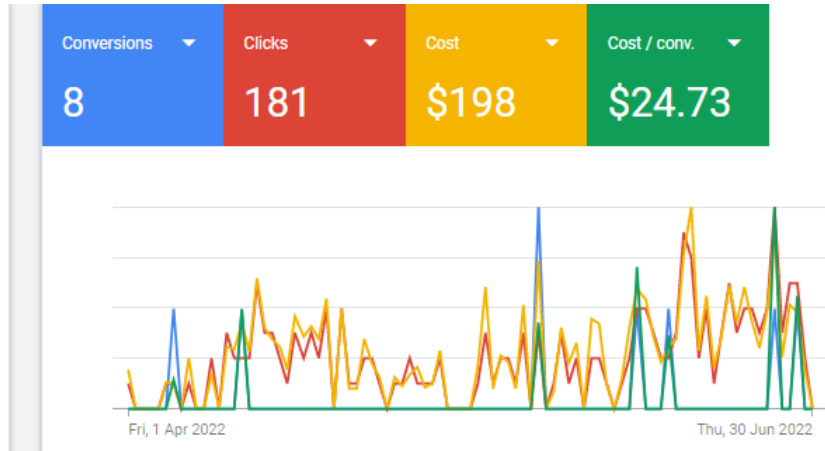 Conversions Clicks Cost Cost / conv.
8 181 $198 $24.73
Fri, 1 Apr 2022 Thu, 30 Jun 2022